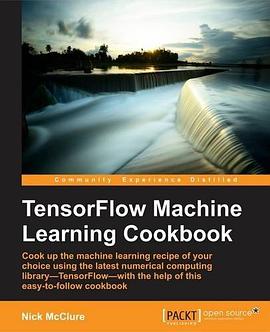 Community Experience Distilled
TensorFlow Machine
Learning Cookbook
Cook up the machine learning recipe of your
choice using the latest numerical computing
library—TensorFlow—with the help of this
easy-to-follow cookbook
Nick McClure
[PACKT] open source
PUBLISHING